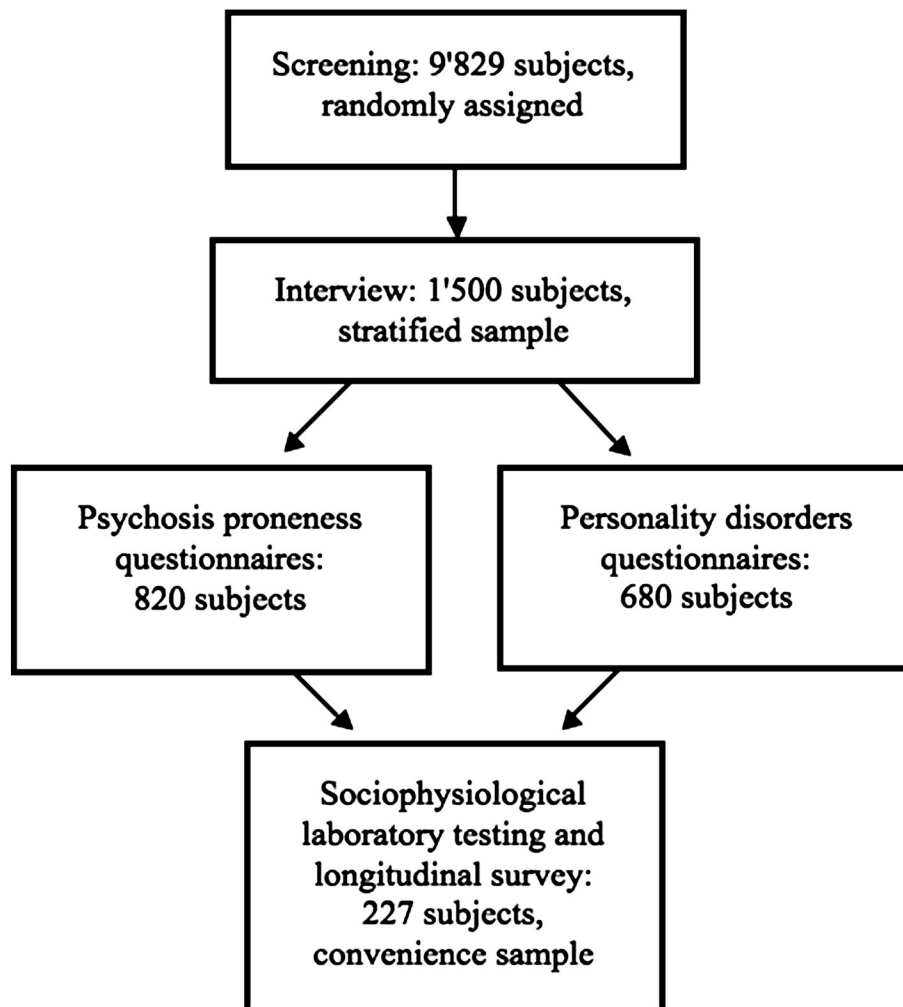 Screening: 9'829 subjects,
randomly assigned
Interview: 1'500 subjects,
stratified sample
Psychosis proneness
questionnaires:
820 subjects
Personality disorders
questionnaires:
680 subjects
Sociophysiological
laboratory testing and
longitudinal survey:
227 subjects,
convenience sample